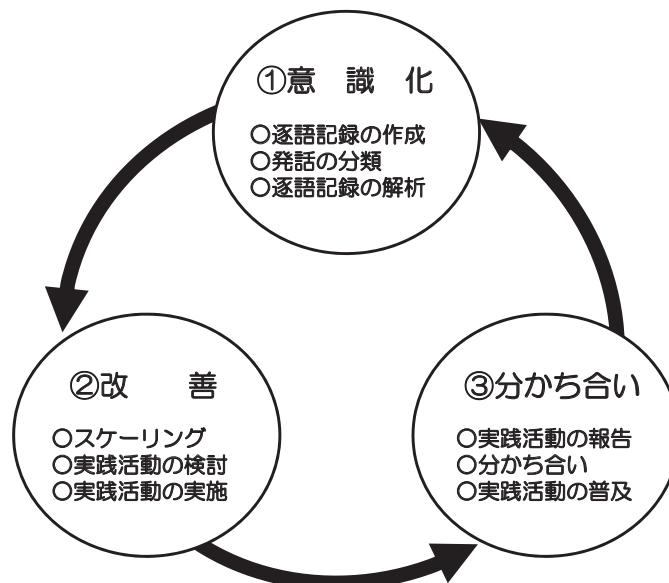 ①意 識 化
○逐語記録の作成
○発話の分類
○逐語記録の解析
②改 善
○スケーリング
○実践活動の検討
○実践活動の実施
③分かち合い
○実践活動の報告
○分かち合い
○実践活動の普及